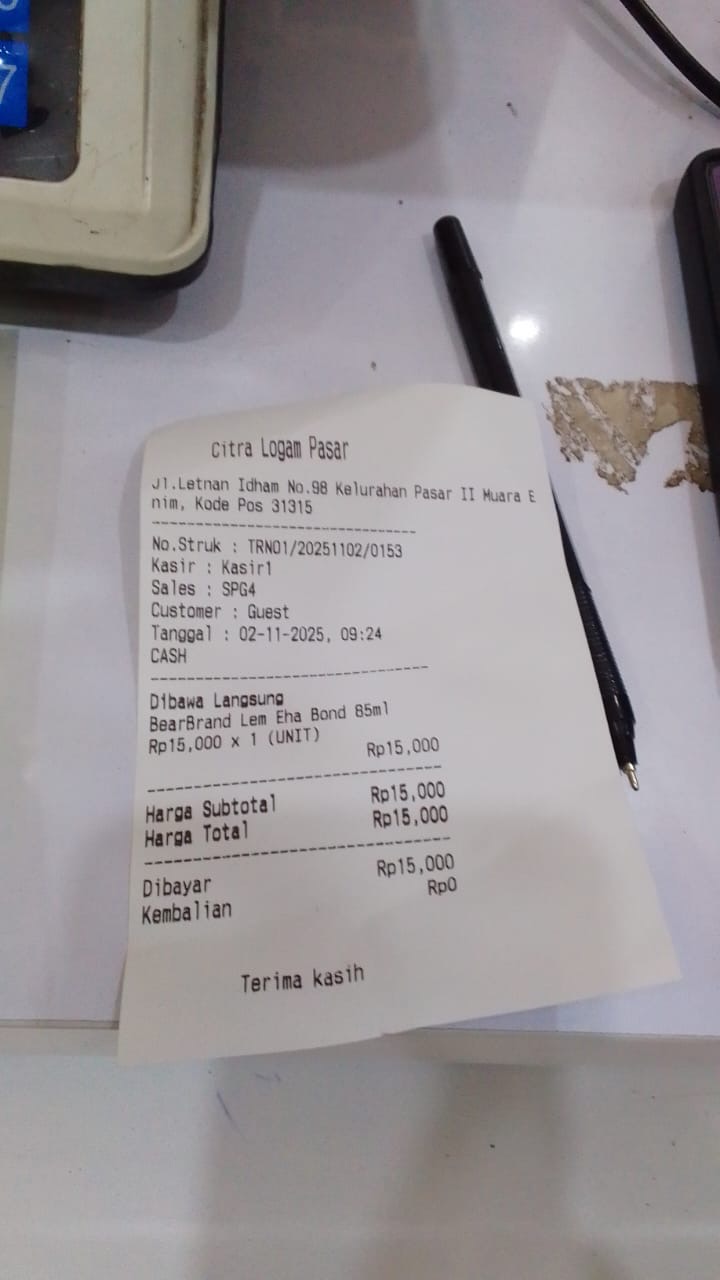 7
Citra Logam Pasar
Jl.Letnan Idham No.98 Kelurahan Pasar II Muara E
nim, Kode Pos 31315
--------------------------------
No.Struk : TRN01/20251102/0153
Kasir : Kasir1
Sales : SPG4
Customer : Guest
Tanggal : 02-11-2025, 09:24
CASH
--------------------------------
Dibawa Langsung
BearBrand Lem Eha Bond 85ml
Rp15,000 x 1 (UNIT)
Rp15,000
--------------------------------
Harga Subtotal Rp15,000
Harga Total Rp15,000
--------------------------------
Dibayar Rp15,000
Kembalian Rp0
Terima kasih